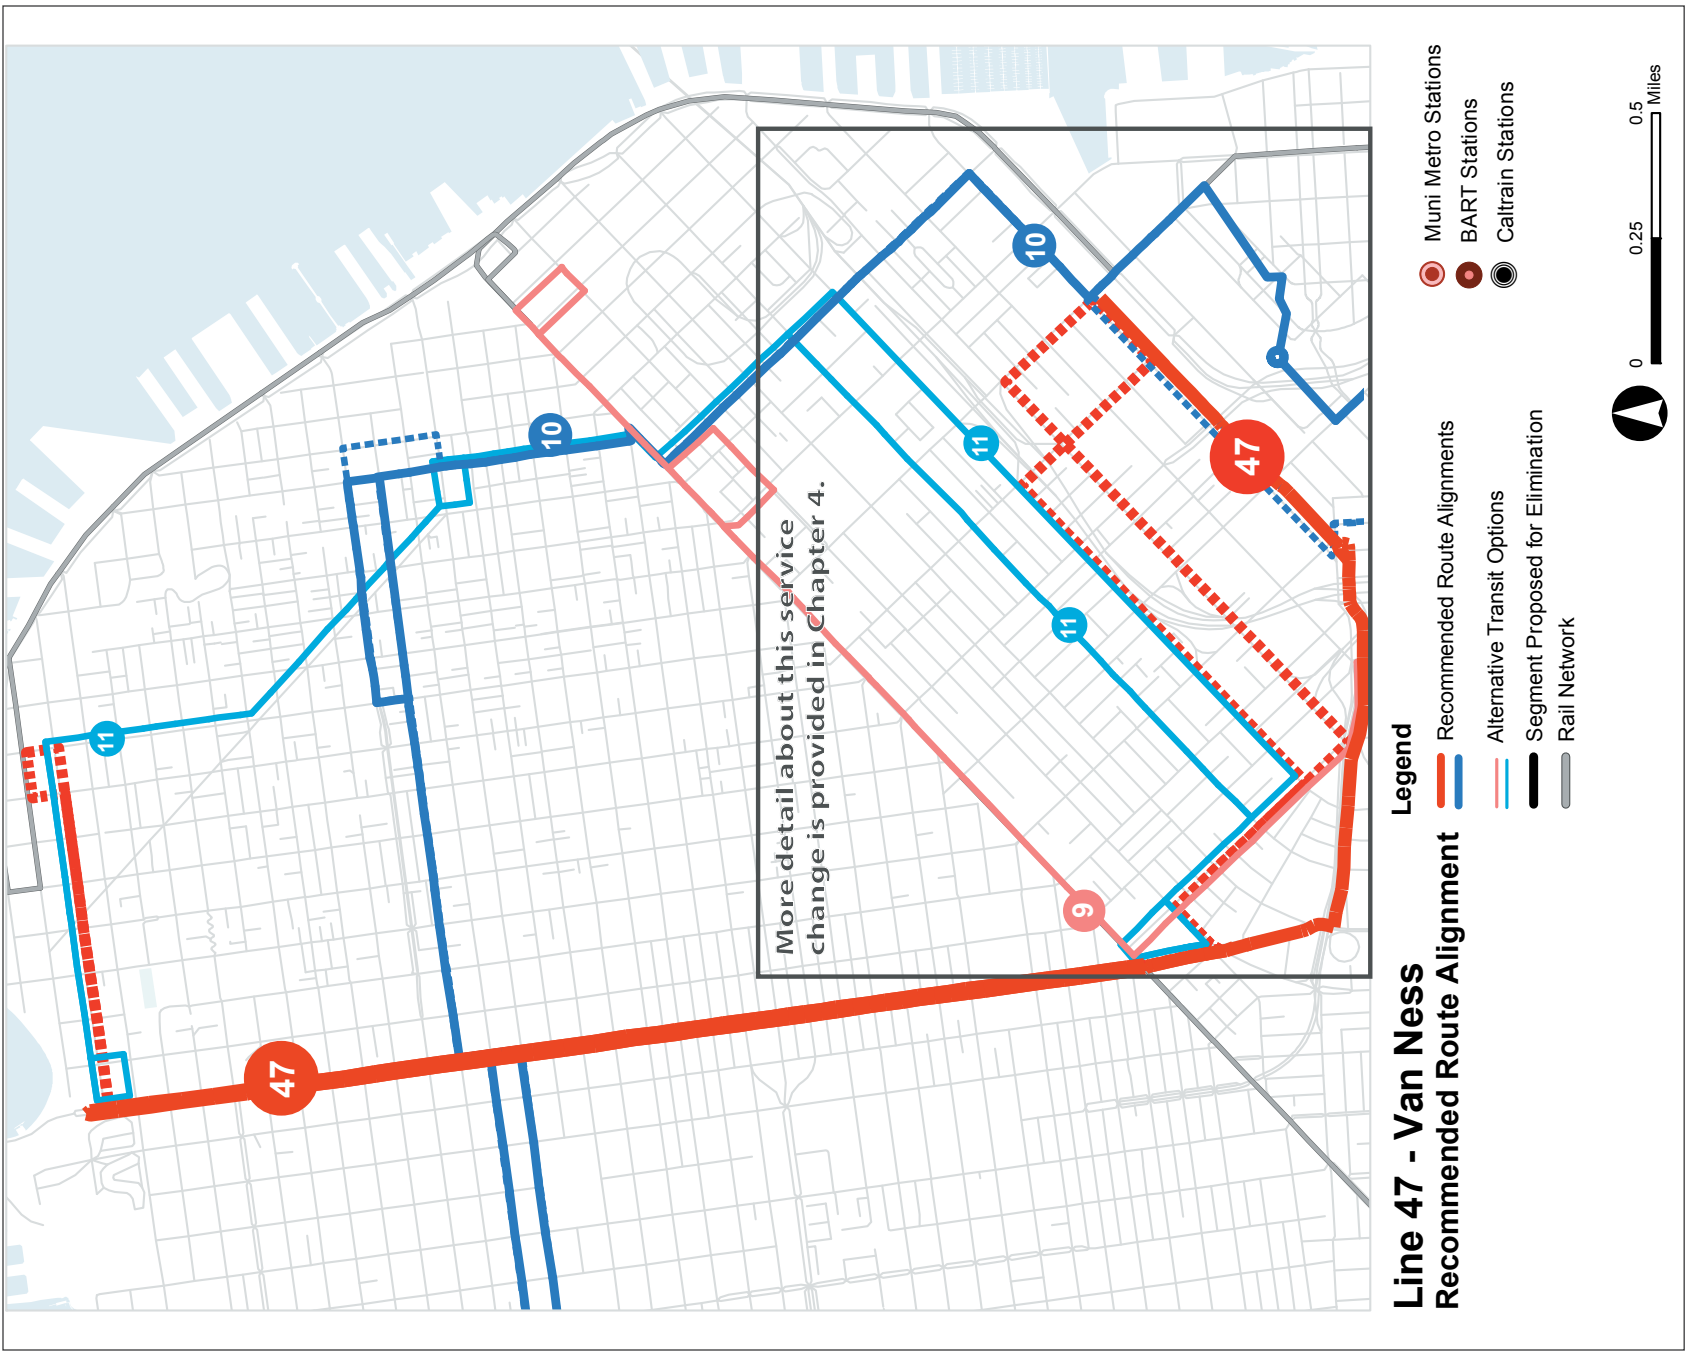 11
47
10
10
11
11
9
47
More detail about this service
change is provided in Chapter 4.
Line 47 - Van Ness
Recommended Route Alignment
Legend
Recommended Route Alignments
Alternative Transit Options
Segment Proposed for Elimination
Rail Network
Muni Metro Stations
BART Stations
Caltrain Stations
0 0.25 0.5
Miles